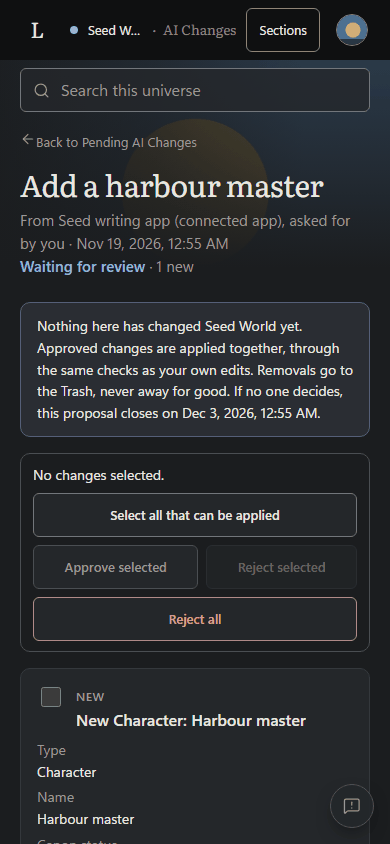 L
Seed W... · AI Changes
Sections
Search this universe
Back to Pending AI Changes
Add a harbour master
From Seed writing app (connected app), asked for
by you · Nov 19, 2026, 12:55 AM
Waiting for review · 1 new
Nothing here has changed Seed World yet.
Approved changes are applied together, through
the same checks as your own edits. Removals go to
the Trash, never away for good. If no one decides,
this proposal closes on Dec 3, 2026, 12:55 AM.
No changes selected.
Select all that can be applied
Approve selected
Reject selected
Reject all
NEW
New Character: Harbour master
Type
Character
Name
Harbour master